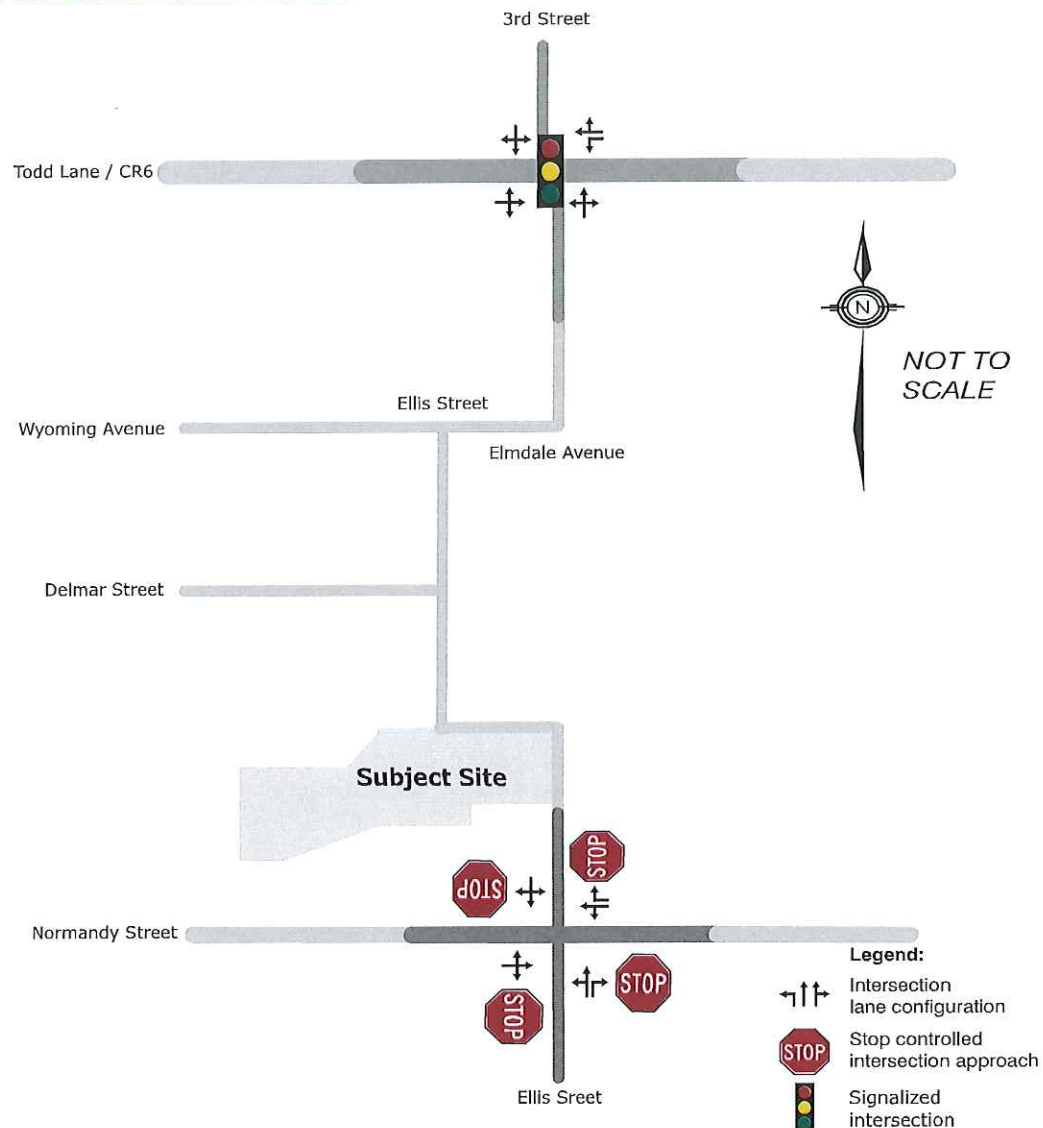 3rd Street
Todd Lane / CR6
N
NOT TO
SCALE
Ellis Street
Wyoming Avenue
Elmdale Avenue
Delmar Street
Subject Site
STOP
STOP
Normandy Street
STOP
STOP
Legend:
Intersection
lane configuration
STOP
Stop controlled
intersection approach
Ellis Sreet
Signalized
intersection